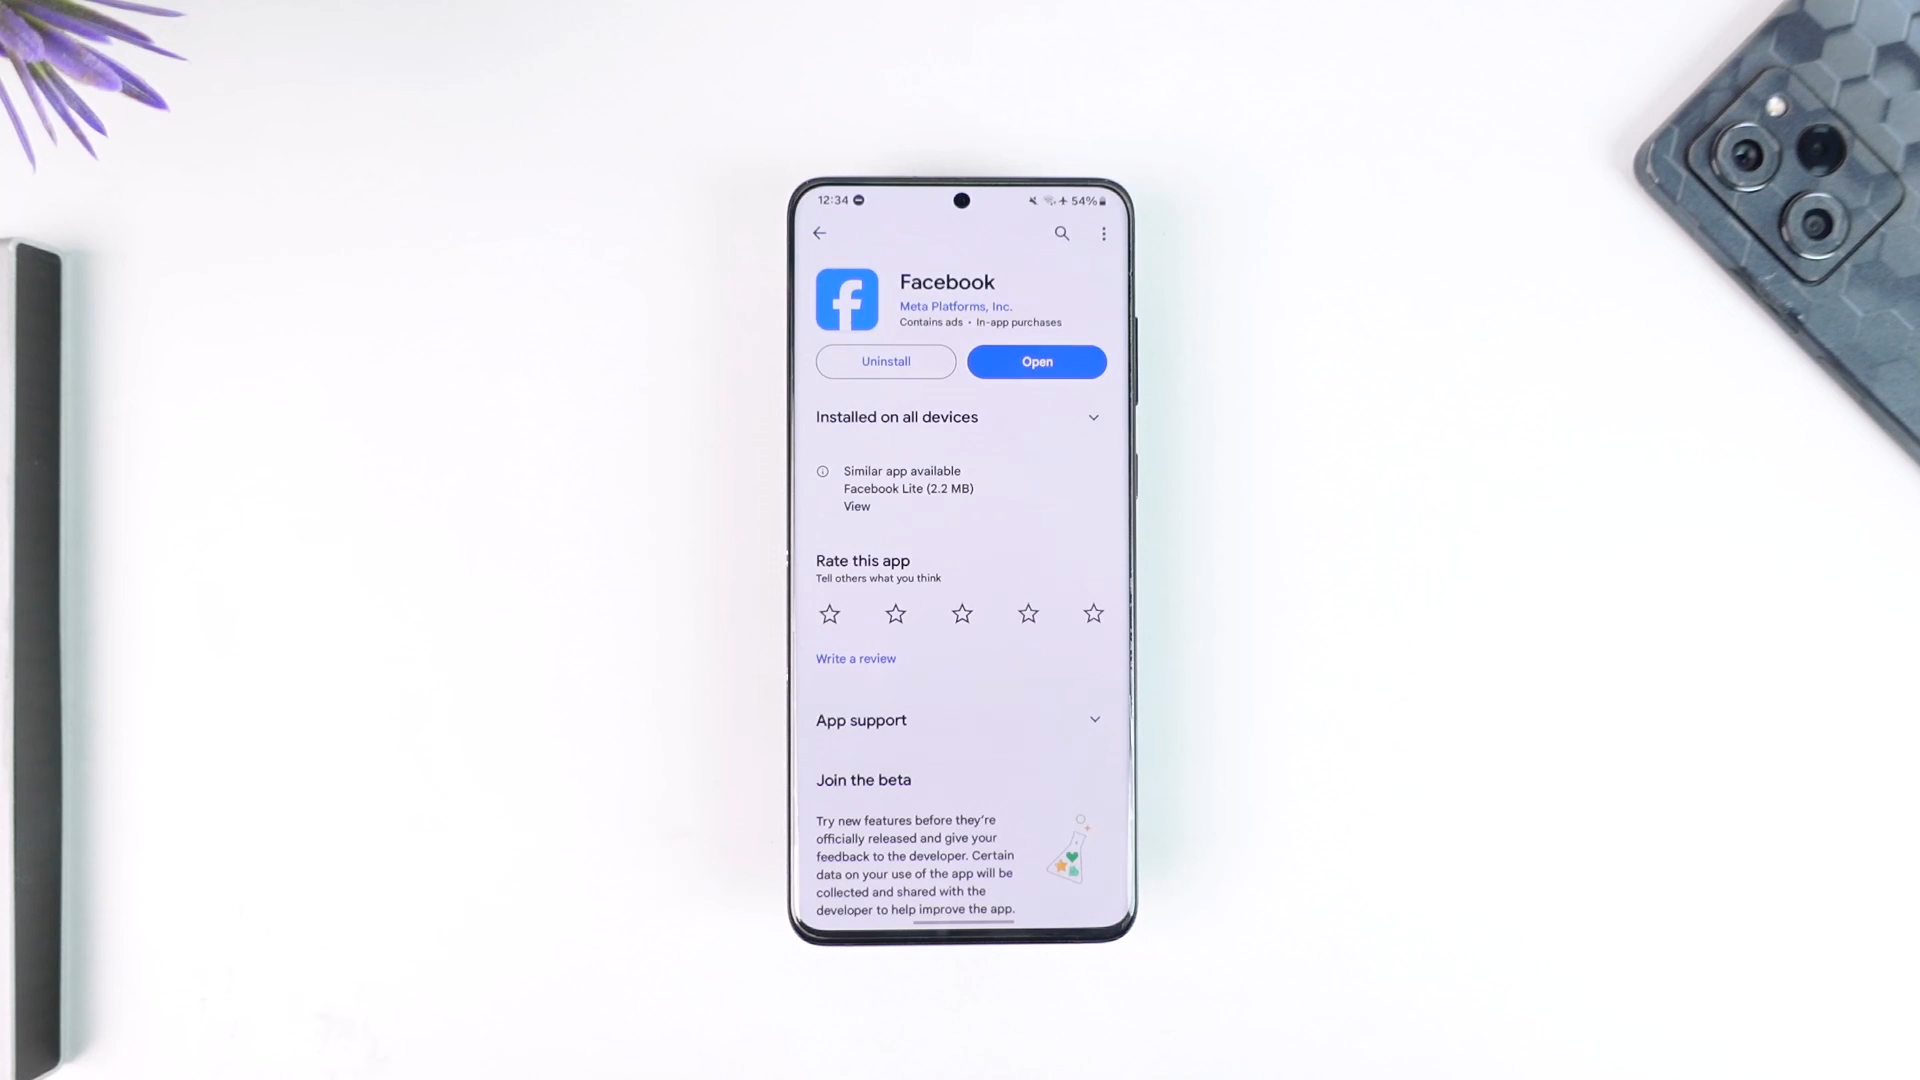 12:34
54%
Facebook
Meta Platforms, Inc.
Contains ads • In-app purchases
Uninstall
Open
Installed on all devices
Similar app available
Facebook Lite (2.2 MB)
View
Rate this app
Tell others what you think
Write a review
App support
Join the beta
Try new features before they're
officially released and give your
feedback to the developer. Certain
data on your use of the app will be
collected and shared with the
developer to help improve the app.